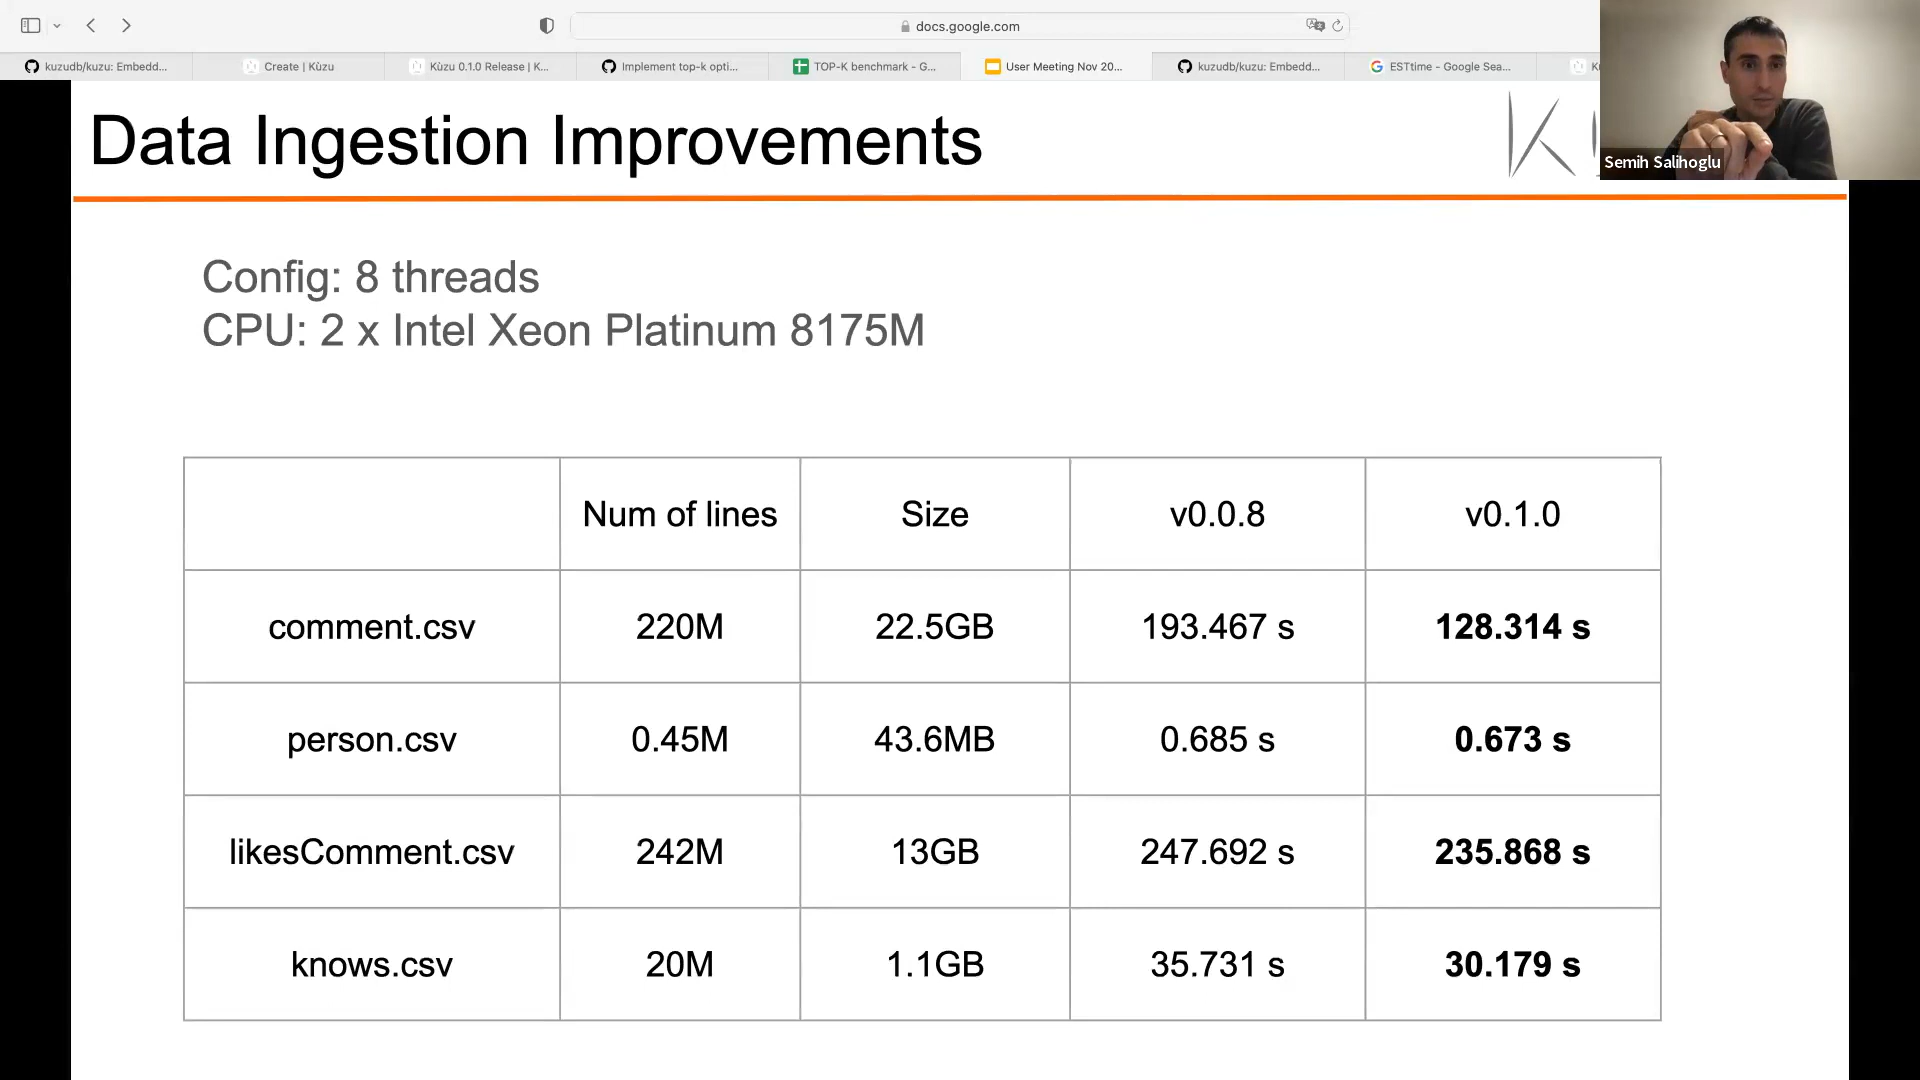 docs.google.com
kuzudb/kuzu: Embedd...
Create | Kùzu
Kùzu 0.1.0 Release | K...
Implement top-k opti...
TOP-K benchmark - G...
User Meeting Nov 20...
kuzudb/kuzu: Embedd...
ESTtime - Google Sea...
Semih Salihoglu
Data Ingestion Improvements
Config: 8 threads
CPU: 2 x Intel Xeon Platinum 8175M
Num of lines Size v0.0.8 v0.1.0
comment.csv 220M 22.5GB 193.467 s 128.314 s
person.csv 0.45M 43.6MB 0.685 s 0.673 s
likesComment.csv 242M 13GB 247.692 s 235.868 s
knows.csv 20M 1.1GB 35.731 s 30.179 s